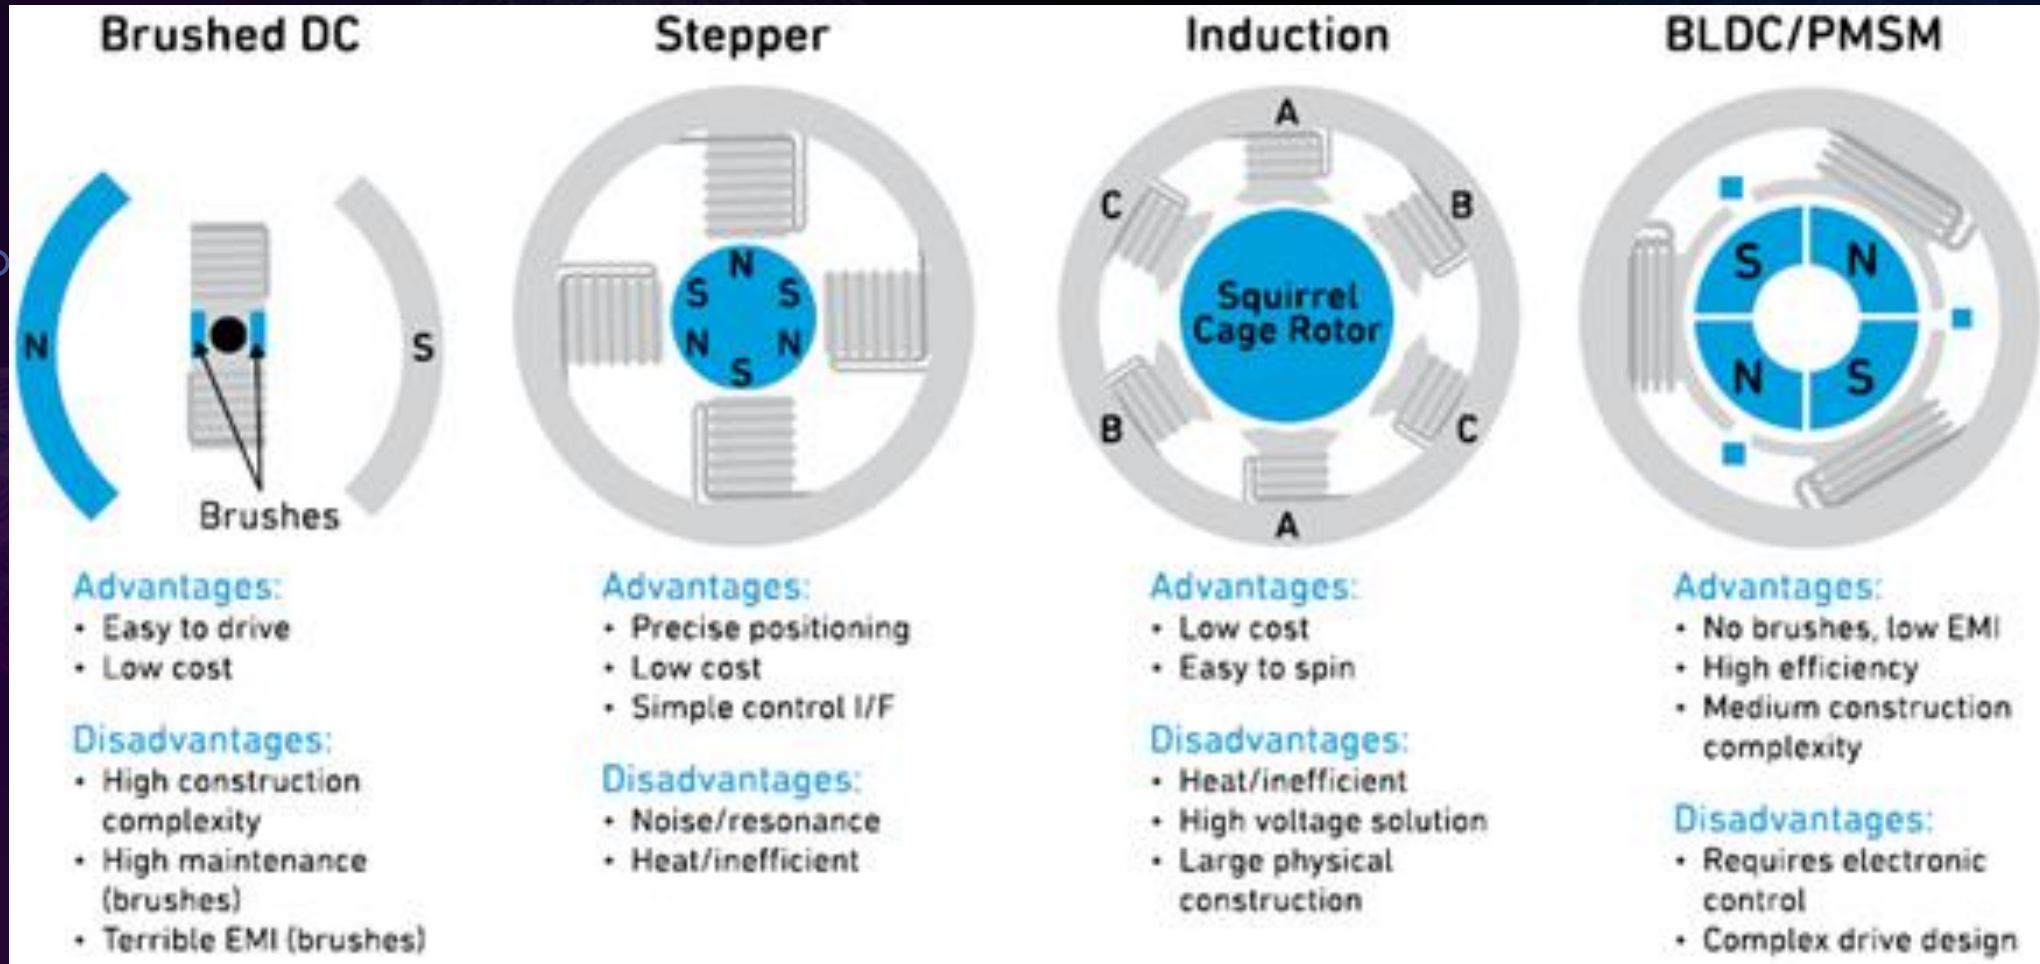 Brushed DC
N
S
Brushes
Advantages:
• Easy to drive
• Low cost
Disadvantages:
• High construction
complexity
• High maintenance
(brushes)
• Terrible EMI (brushes)
Stepper
N
S S
N N
S
Advantages:
• Precise positioning
• Low cost
• Simple control I/F
Disadvantages:
• Noise/resonance
• Heat/inefficient
Induction
A
C B
Squirrel
Cage Rotor
B C
A
Advantages:
• Low cost
• Easy to spin
Disadvantages:
• Heat/inefficient
• High voltage solution
• Large physical
construction
BLDC/PMSM
S N
N S
Advantages:
• No brushes, low EMI
• High efficiency
• Medium construction
complexity
Disadvantages:
• Requires electronic
control
• Complex drive design